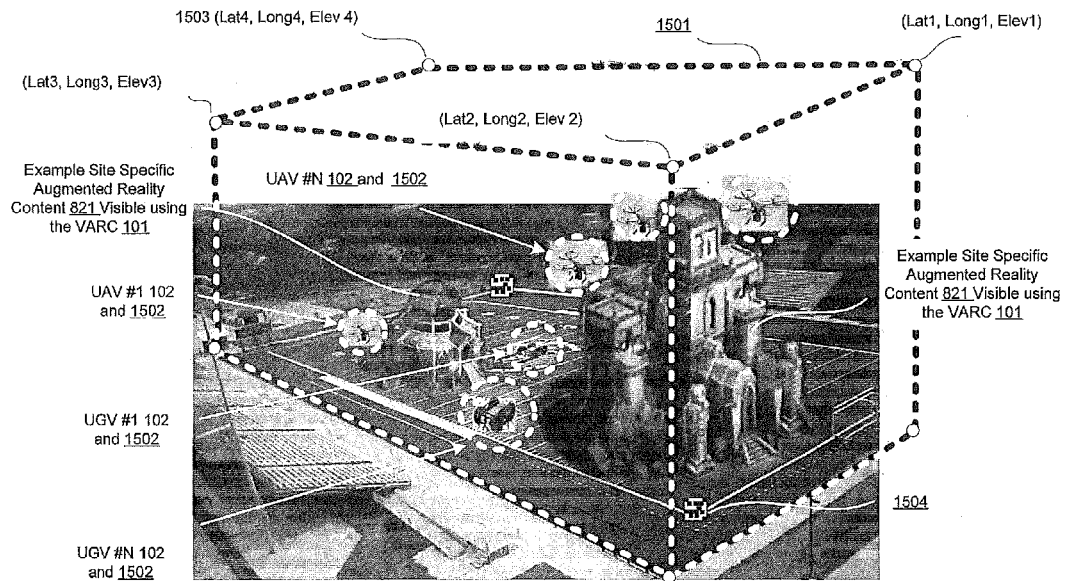 1503 (Lat4, Long4, Elev 4)
1501
(Lat1, Long1, Elev1)
(Lat3, Long3, Elev3)
(Lat2, Long2, Elev 2)
Example Site Specific
Augmented Reality
Content 821 Visible using
the VARC 101
UAV #N 102 and 1502
Example Site Specific
Augmented Reality
Content 821 Visible using
the VARC 101
UAV #1 102
and 1502
UGV #1 102
and 1502
1504
UGV #N 102
and 1502